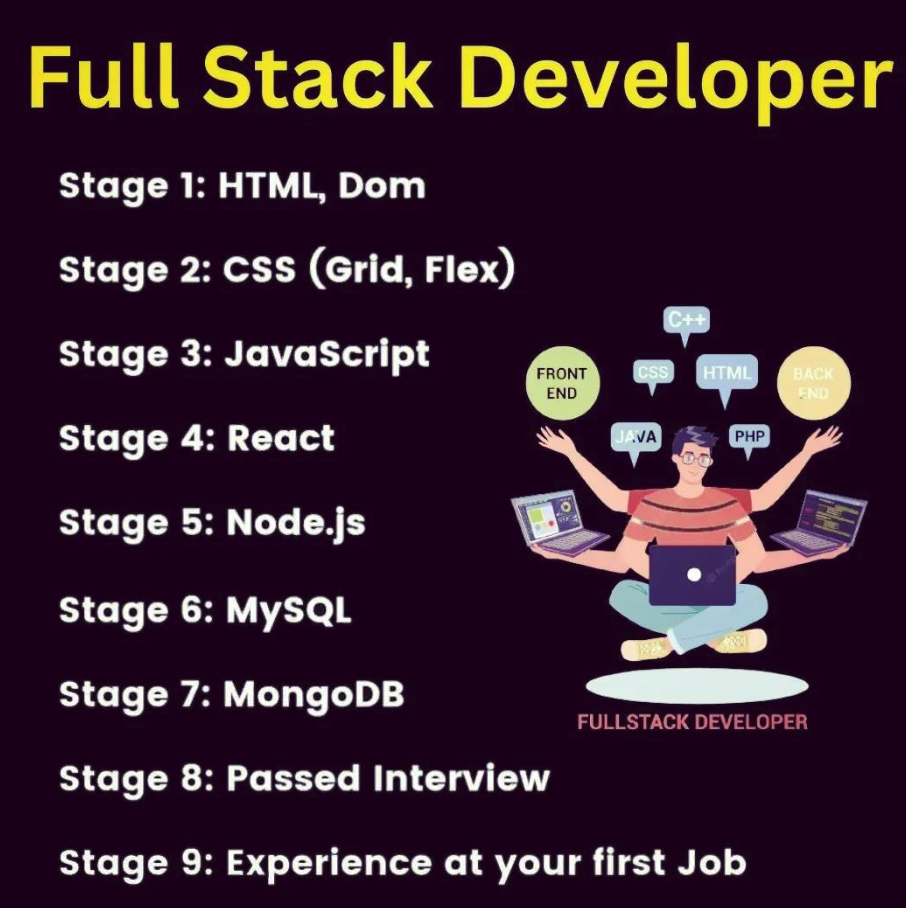 Full Stack Developer
Stage 1: HTML, Dom
Stage 2: CSS (Grid, Flex)
Stage 3: JavaScript
Stage 4: React
Stage 5: Node.js
Stage 6: MySQL
Stage 7: MongoDB
Stage 8: Passed Interview
Stage 9: Experience at your first Job
C++
FRONT
END
CSS
HTML
BACK
END
JAVA
PHP
FULLSTACK DEVELOPER